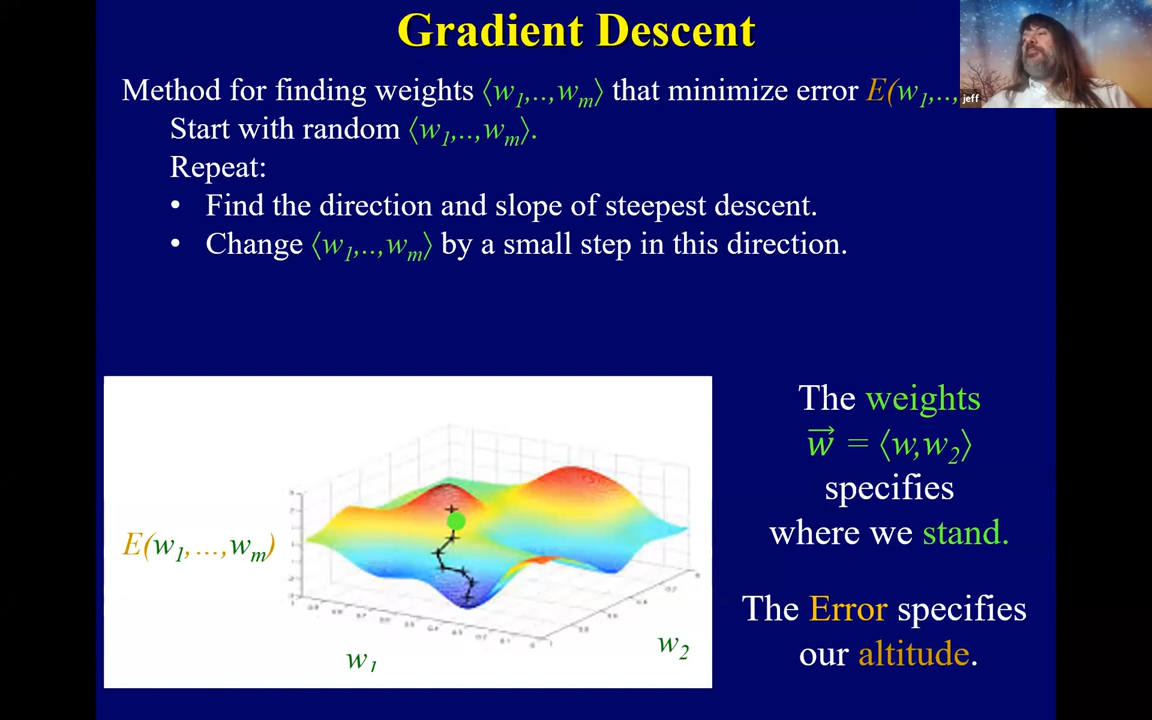 Gradient Descent
Method for finding weights ⟨w1,..,wm⟩ that minimize error E(w1,..,
jeff
Start with random ⟨w1,..,wm⟩.
Repeat:
• Find the direction and slope of steepest descent.
• Change ⟨w1,..,wm⟩ by a small step in this direction.
The weights
w⃗ = ⟨w,w2⟩
specifies
where we stand.
E(w1,…,wm)
The Error specifies
our altitude.
w1
w2